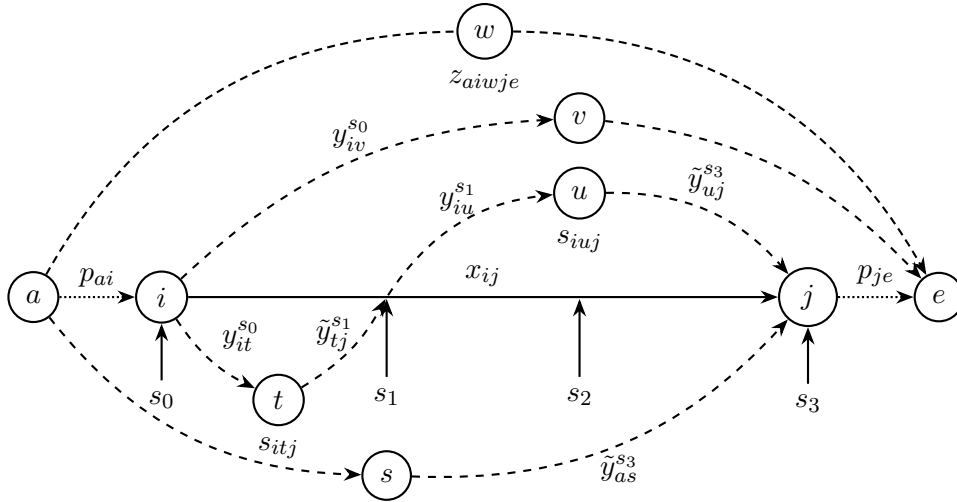 w
z_{aiwje}
v
y_{iv}^{s_0}
y_{iu}^{s_1}
u
\tilde{y}_{uj}^{s_3}
s_{iuj}
a
p_{ai}
i
x_{ij}
j
p_{je}
e
y_{it}^{s_0}
\tilde{y}_{tj}^{s_1}
s_0
t
s_1
s_2
s_3
s_{itj}
s
\tilde{y}_{as}^{s_3}